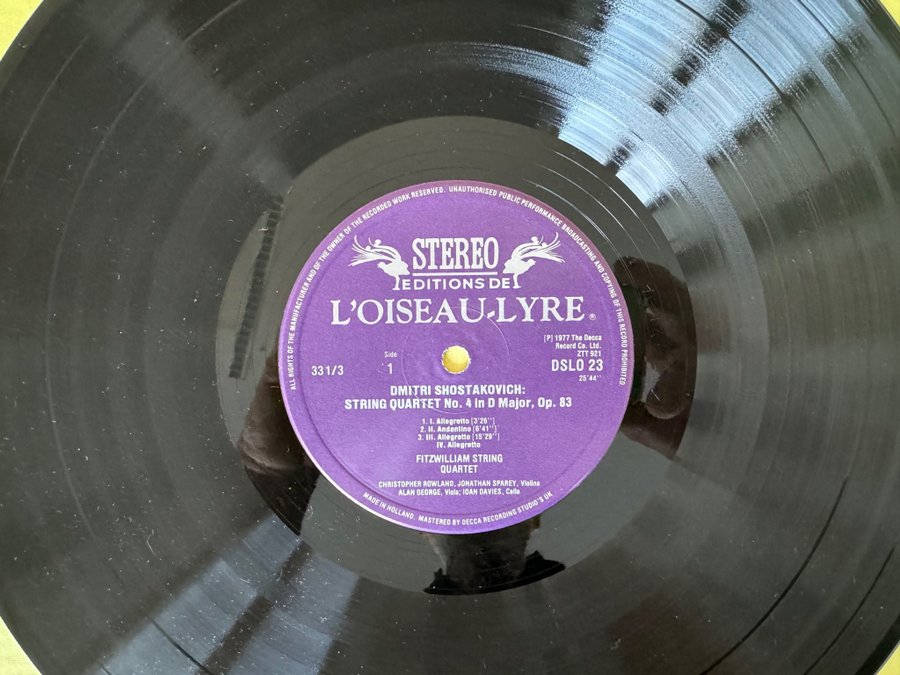 ALL RIGHTS OF THE MANUFACTURER AND OF THE OWNER OF THE RECORDED WORK RESERVED. UNAUTHORISED PUBLIC PERFORMANCE BROADCASTING AND COPYING OF THIS RECORD PROHIBITED.
STEREO
EDITIONS DE
L'OISEAU-LYRE ®
[P] 1977 The Decca
Record Co. Ltd.
ZTT 921
33 1/3
Side
1
DSLO 23
25'44''
DMITRI SHOSTAKOVICH:
STRING QUARTET No. 4 in D Major, Op. 83
1. I. Allegretto [3'26'']
2. II. Andantino [6'41'']
3. III. Allegretto [15'29'']
IV. Allegretto
FITZWILLIAM STRING
QUARTET
CHRISTOPHER ROWLAND, JONATHAN SPAREY, Violins
ALAN GEORGE, Viola; IOAN DAVIES, Cello
MADE IN HOLLAND. MASTERED BY DECCA RECORDING STUDIO'S UK